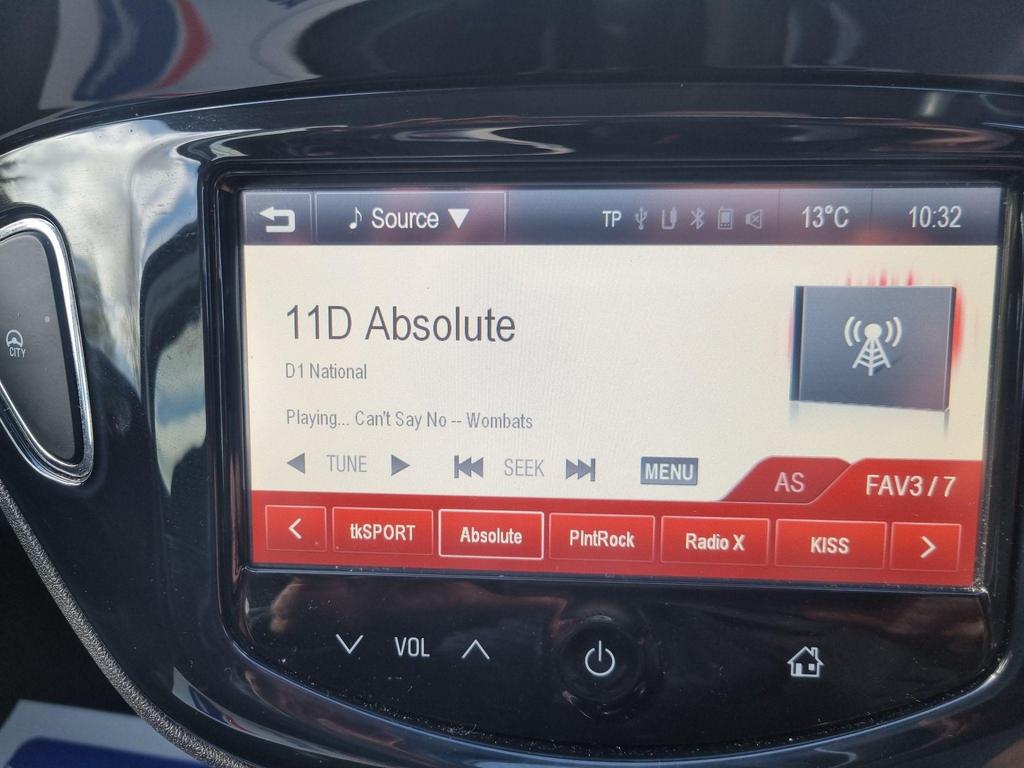 Source TP 13°C 10:32
11D Absolute
D1 National
Playing... Can't Say No -- Wombats
TUNE SEEK MENU AS FAV3 / 7
tkSPORT Absolute PlntRock Radio X KISS
CITY
VOL